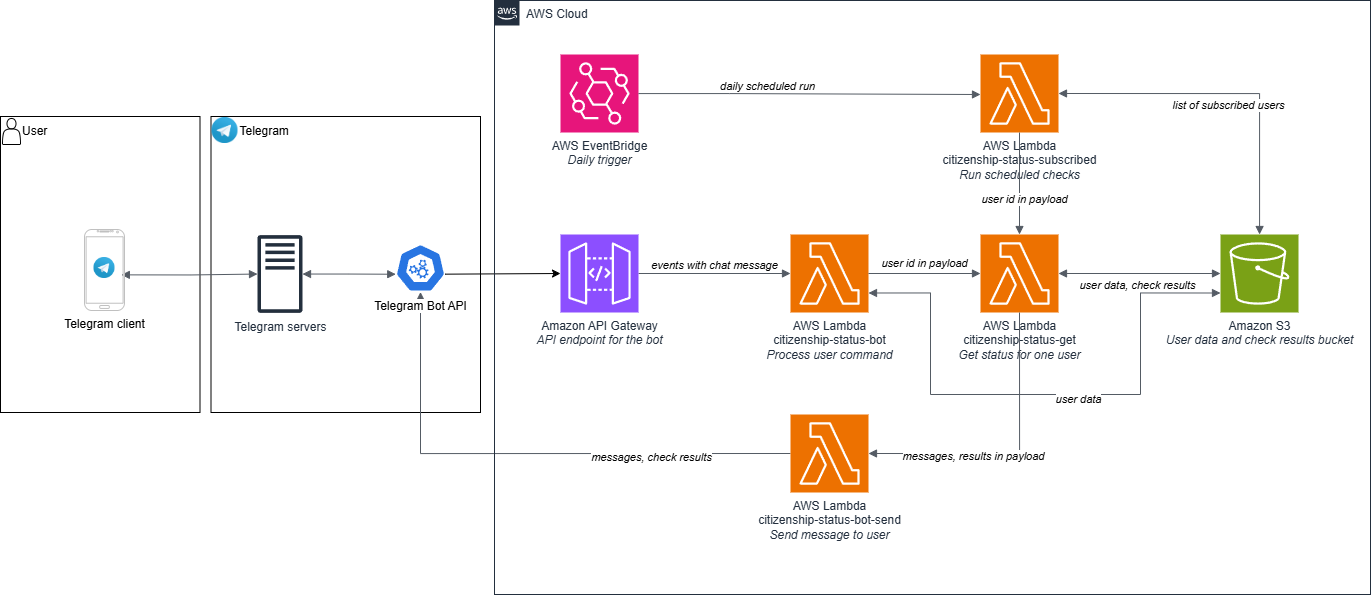 aws
AWS Cloud
daily scheduled run
list of subscribed users
AWS EventBridge
Daily trigger
AWS Lambda
citizenship-status-subscribed
Run scheduled checks
User
Telegram
user id in payload
events with chat message
user id in payload
user data, check results
Telegram client
Telegram servers
Telegram Bot API
Amazon API Gateway
API endpoint for the bot
AWS Lambda
citizenship-status-bot
Process user command
AWS Lambda
citizenship-status-get
Get status for one user
Amazon S3
User data and check results bucket
user data
messages, check results
messages, results in payload
AWS Lambda
citizenship-status-bot-send
Send message to user